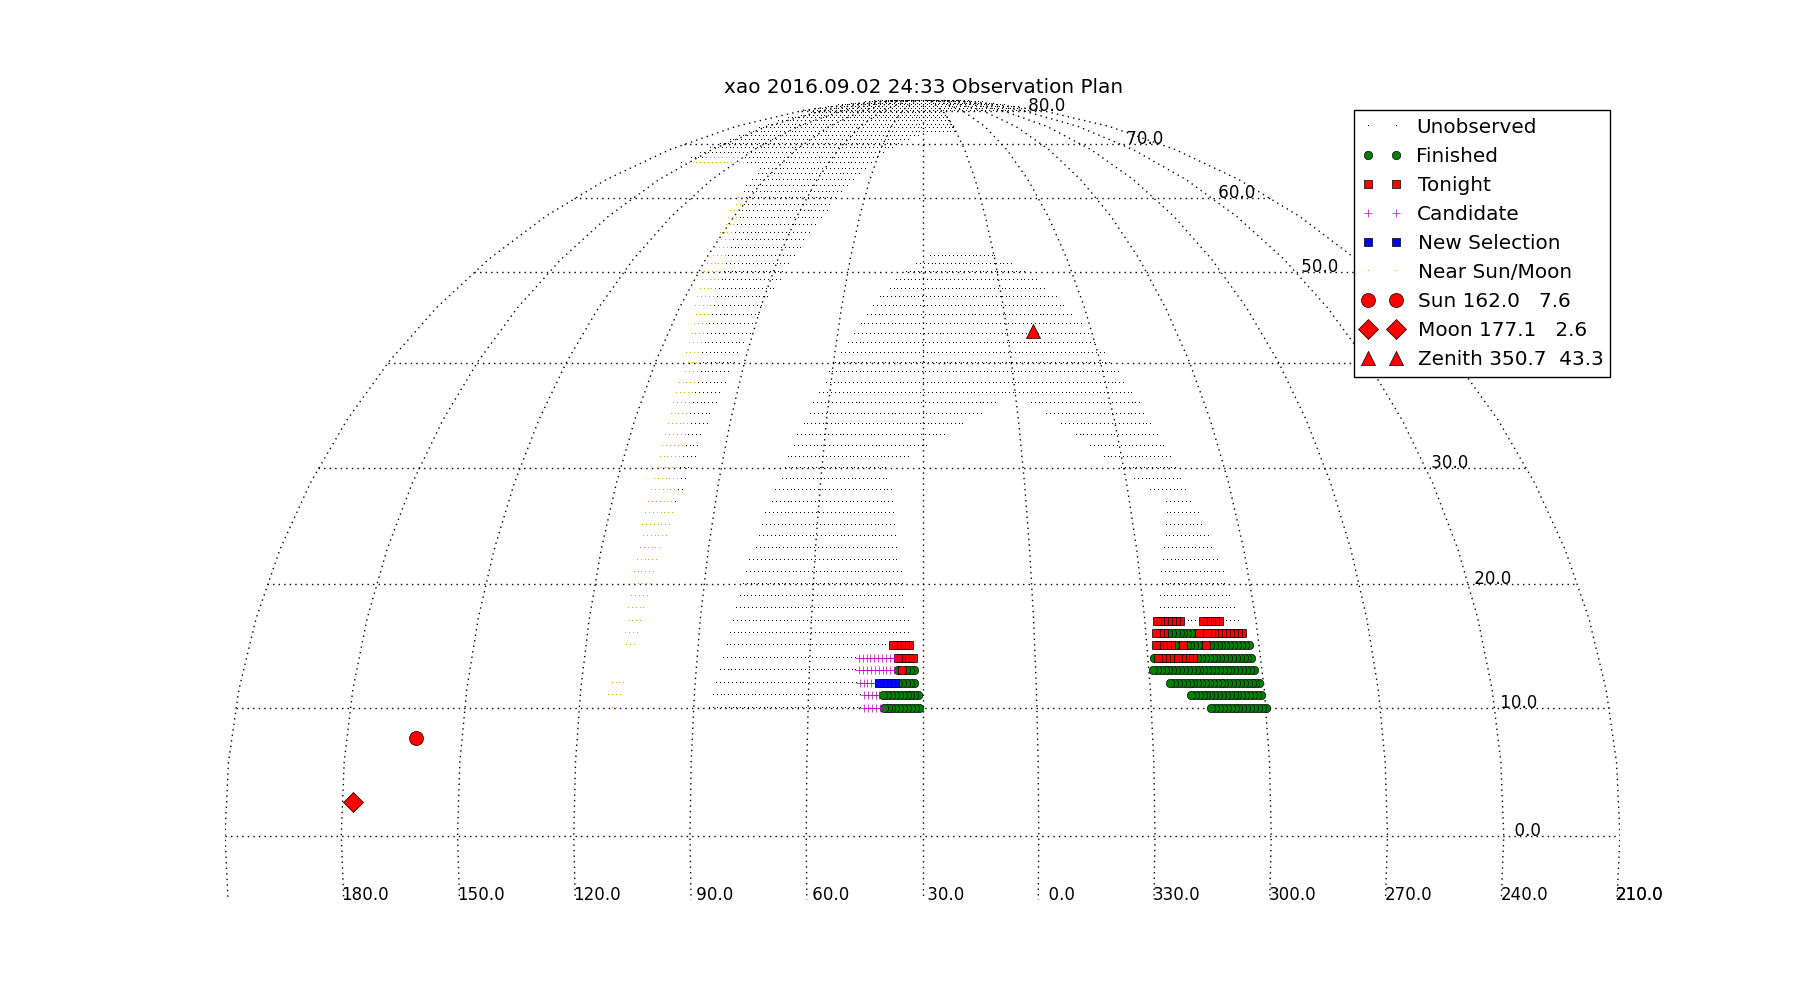 xao 2016.09.02 24:33 Observation Plan
80.0
70.0
60.0
50.0
30.0
20.0
10.0
0.0
Unobserved
Finished
Tonight
Candidate
New Selection
Near Sun/Moon
Sun 162.0 7.6
Moon 177.1 2.6
Zenith 350.7 43.3
180.0 150.0 120.0 90.0 60.0 30.0 0.0 330.0 300.0 270.0 240.0